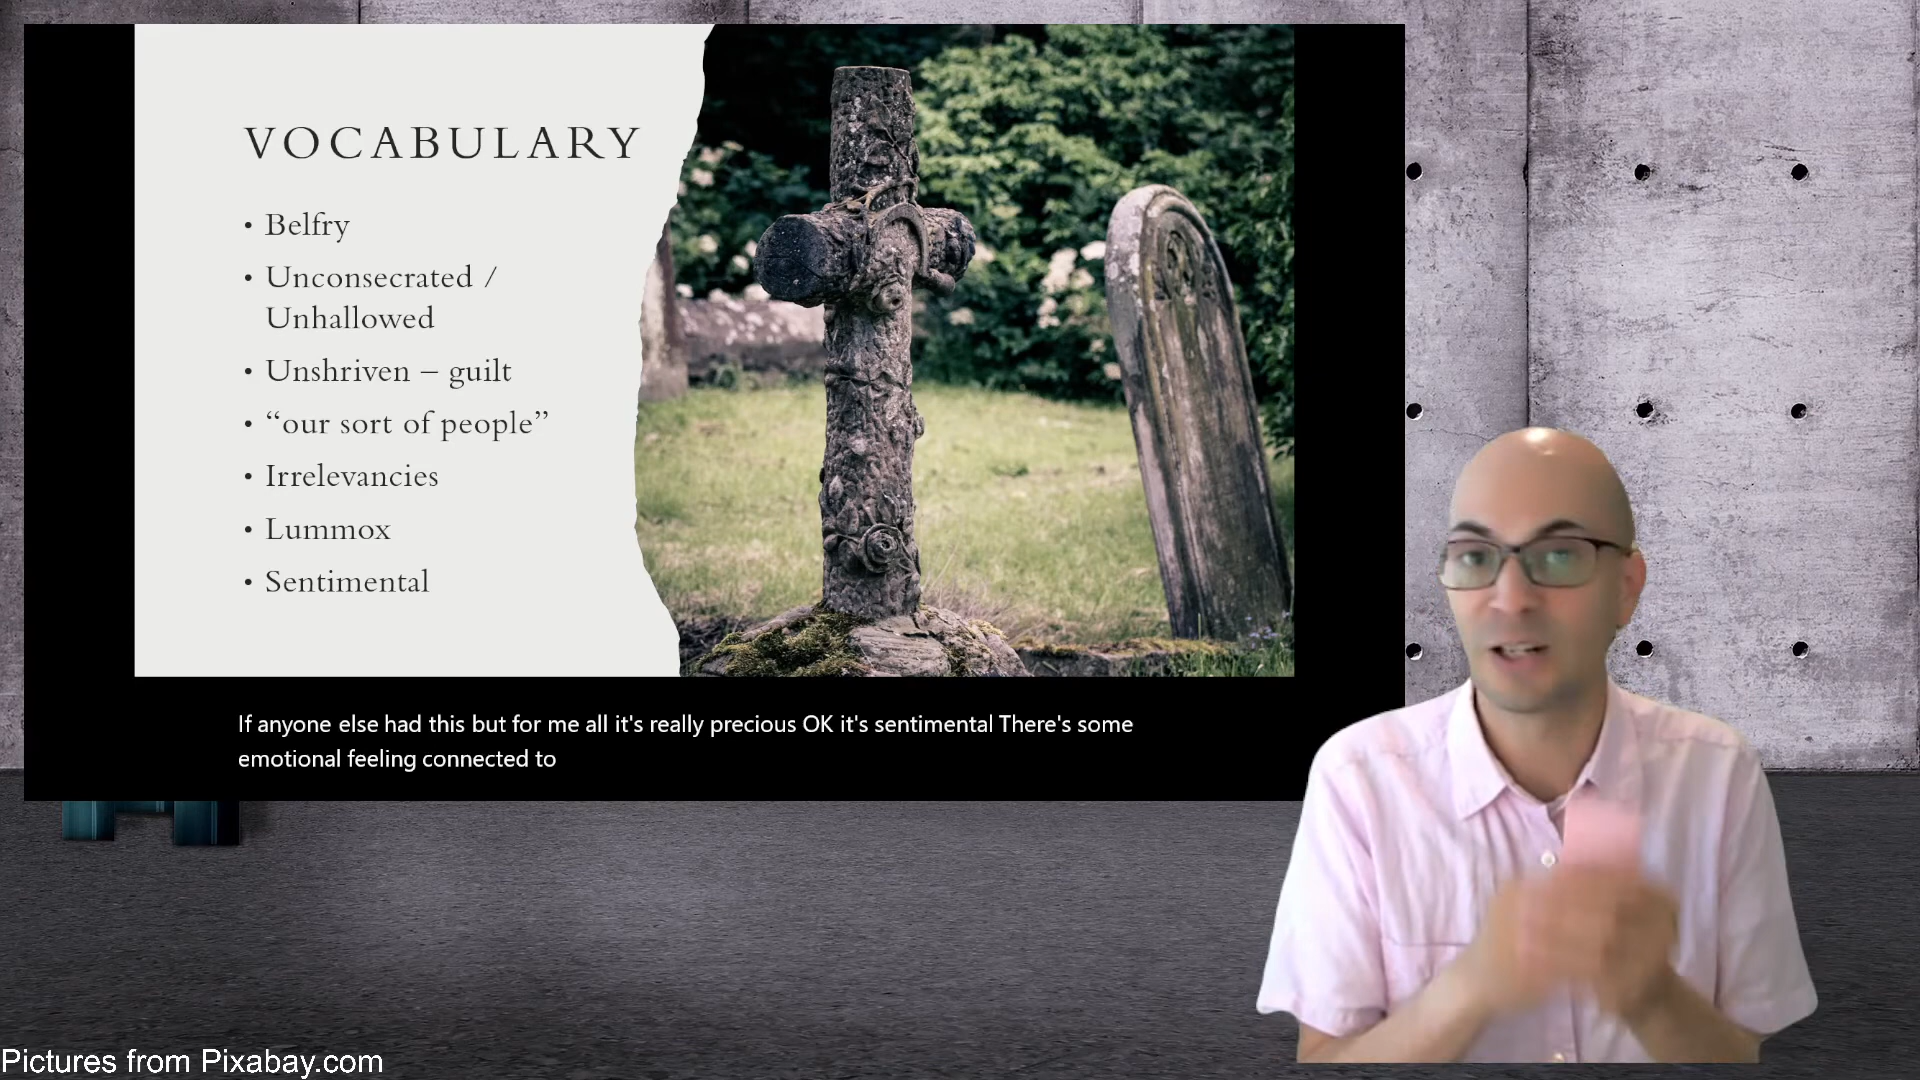 VOCABULARY
• Belfry
• Unconsecrated /
Unhallowed
• Unshriven – guilt
• “our sort of people”
• Irrelevancies
• Lummox
• Sentimental
If anyone else had this but for me all it's really precious OK it's sentimental There's some
emotional feeling connected to
Pictures from Pixabay.com